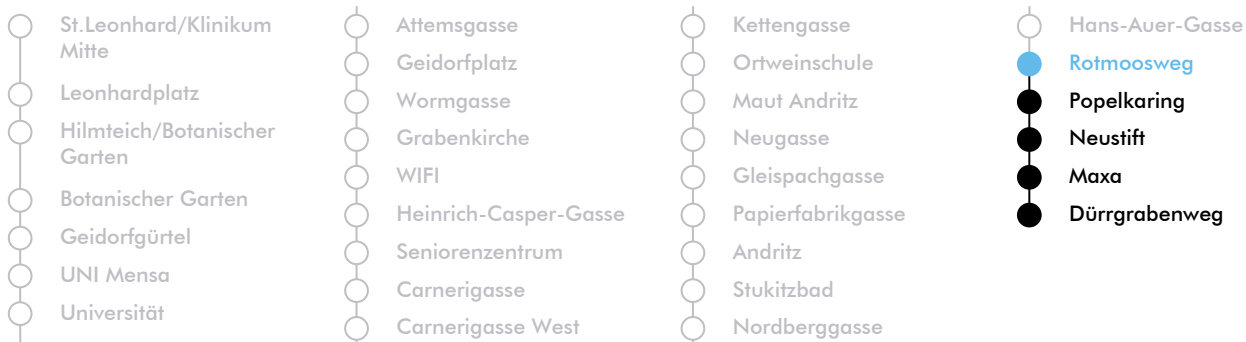 St.Leonhard/Klinikum
Mitte
Leonhardplatz
Hilmteich/Botanischer
Garten
Botanischer Garten
Geidorfgürtel
UNI Mensa
Universität
Attemsgasse
Geidorfplatz
Wormgasse
Grabenkirche
WIFI
Heinrich-Casper-Gasse
Seniorenzentrum
Carnerigasse
Carnerigasse West
Kettengasse
Ortweinschule
Maut Andritz
Neugasse
Gleispachgasse
Papierfabrikgasse
Andritz
Stukitzbad
Nordberggasse
Hans-Auer-Gasse
Rotmoosweg
Popelkaring
Neustift
Maxa
Dürrgrabenweg